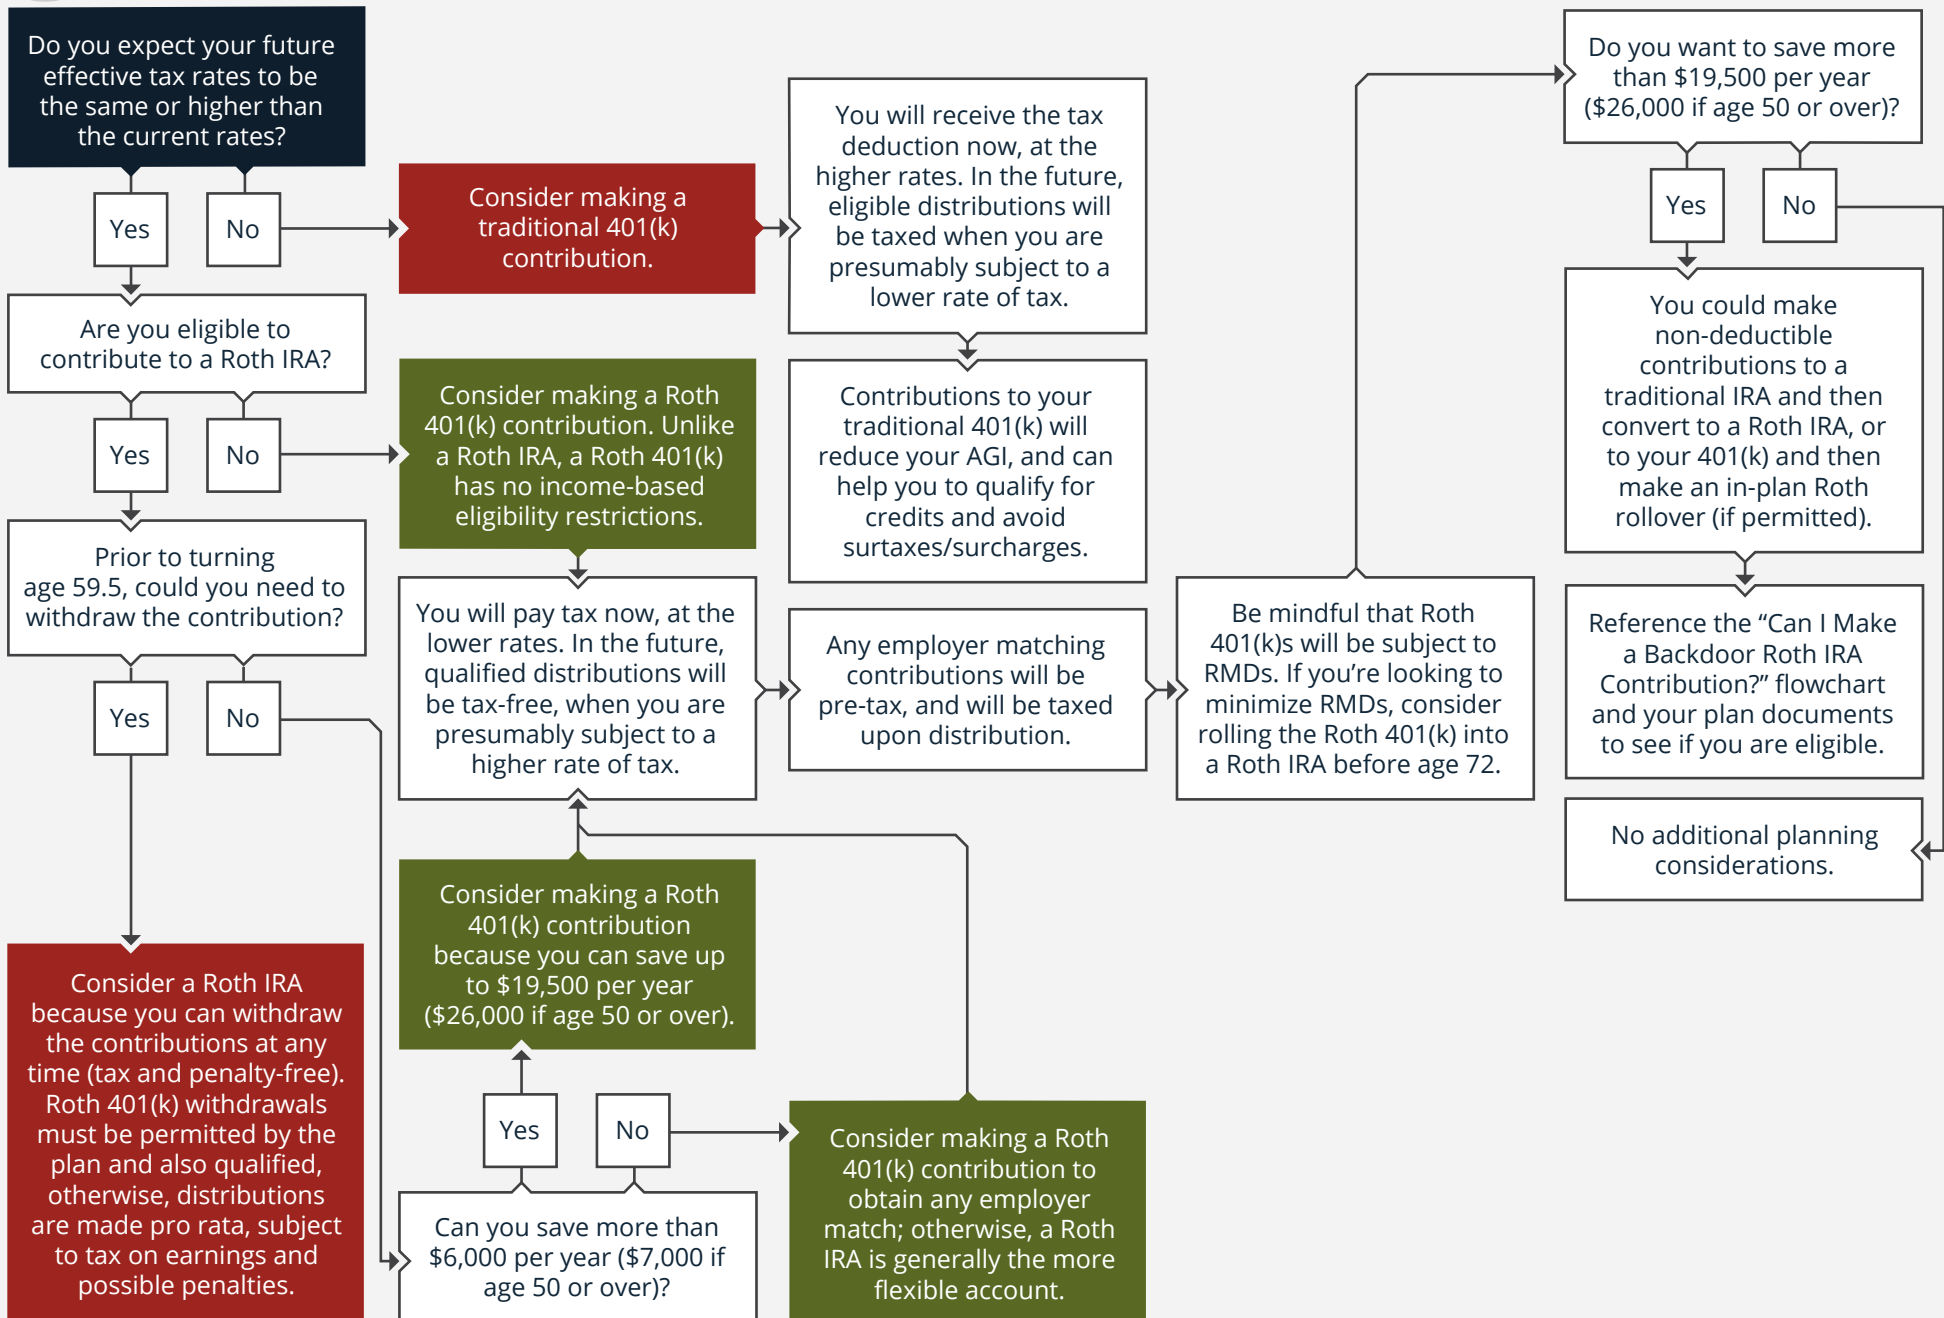 Do you expect your future
effective tax rates to be
the same or higher than
the current rates?
Yes
No
Are you eligible to
contribute to a Roth IRA?
Yes
No
Prior to turning
age 59.5, could you need to
withdraw the contribution?
Yes
No
Consider a Roth IRA
because you can withdraw
the contributions at any
time (tax and penalty-free).
Roth 401(k) withdrawals
must be permitted by the
plan and also qualified,
otherwise, distributions
are made pro rata, subject
to tax on earnings and
possible penalties.
Consider making a
traditional 401(k)
contribution.
Consider making a Roth
401(k) contribution. Unlike
a Roth IRA, a Roth 401(k)
has no income-based
eligibility restrictions.
You will pay tax now, at the
lower rates. In the future,
qualified distributions will
be tax-free, when you are
presumably subject to a
higher rate of tax.
Consider making a Roth
401(k) contribution
because you can save up
to $19,500 per year
($26,000 if age 50 or over).
Yes
No
Can you save more than
$6,000 per year ($7,000 if
age 50 or over)?
You will receive the tax
deduction now, at the
higher rates. In the future,
eligible distributions will
be taxed when you are
presumably subject to a
lower rate of tax.
Contributions to your
traditional 401(k) will
reduce your AGI, and can
help you to qualify for
credits and avoid
surtaxes/surcharges.
Any employer matching
contributions will be
pre-tax, and will be taxed
upon distribution.
Consider making a Roth
401(k) contribution to
obtain any employer
match; otherwise, a Roth
IRA is generally the more
flexible account.
Be mindful that Roth
401(k)s will be subject to
RMDs. If you’re looking to
minimize RMDs, consider
rolling the Roth 401(k) into
a Roth IRA before age 72.
Do you want to save more
than $19,500 per year
($26,000 if age 50 or over)?
Yes
No
You could make
non-deductible
contributions to a
traditional IRA and then
convert to a Roth IRA, or
to your 401(k) and then
make an in-plan Roth
rollover (if permitted).
Reference the “Can I Make
a Backdoor Roth IRA
Contribution?” flowchart
and your plan documents
to see if you are eligible.
No additional planning
considerations.